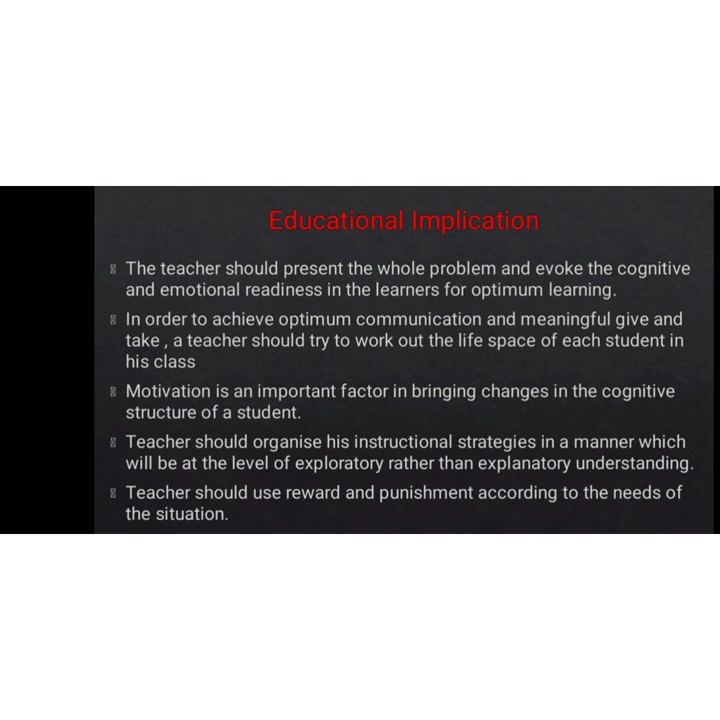 Educational Implication
The teacher should present the whole problem and evoke the cognitive
and emotional readiness in the learners for optimum learning.
In order to achieve optimum communication and meaningful give and
take , a teacher should try to work out the life space of each student in
his class
Motivation is an important factor in bringing changes in the cognitive
structure of a student.
Teacher should organise his instructional strategies in a manner which
will be at the level of exploratory rather than explanatory understanding.
Teacher should use reward and punishment according to the needs of
the situation.